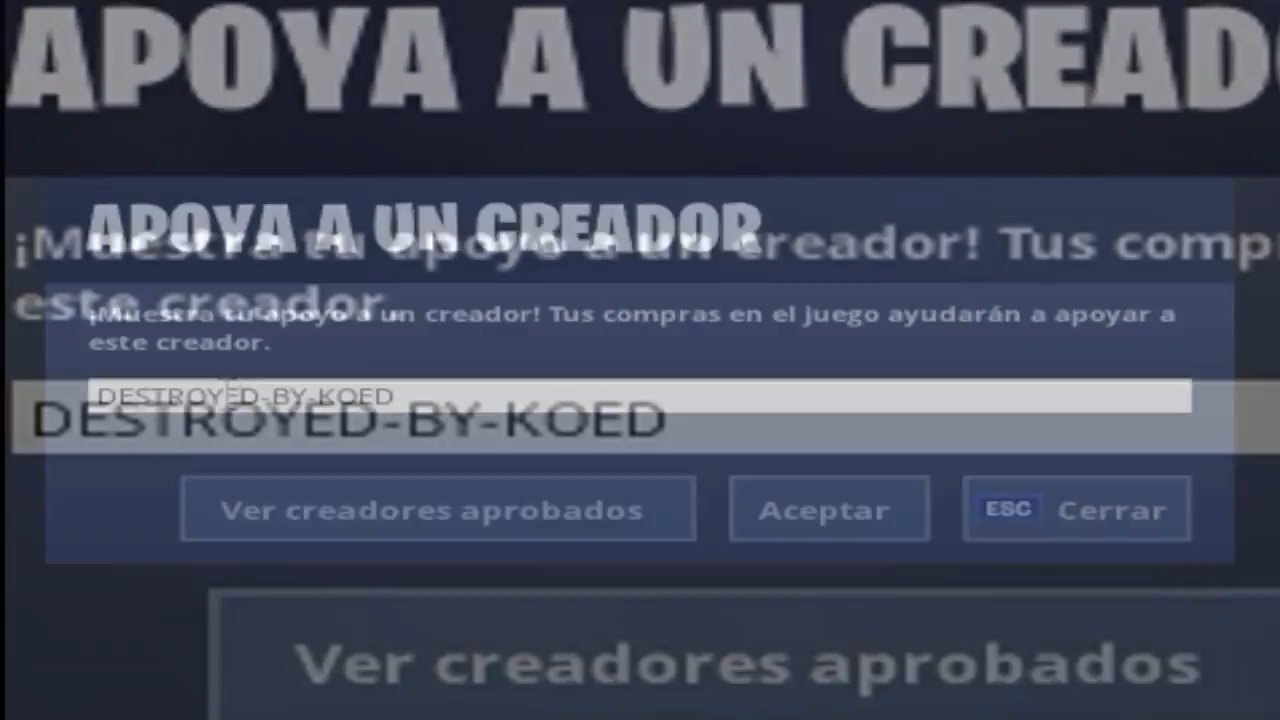 APOYA A UN CREADO
APOYA A UN CREADOR
¡Muestra tu apoyo a un creador! Tus comp
este creador.
¡Muestra tu apoyo a un creador! Tus compras en el juego ayudarán a apoyar a
este creador.
DESTROYED-BY-KOED
DESTROYED-BY-KOED
Ver creadores aprobados
Aceptar
ESC Cerrar
Ver creadores aprobados